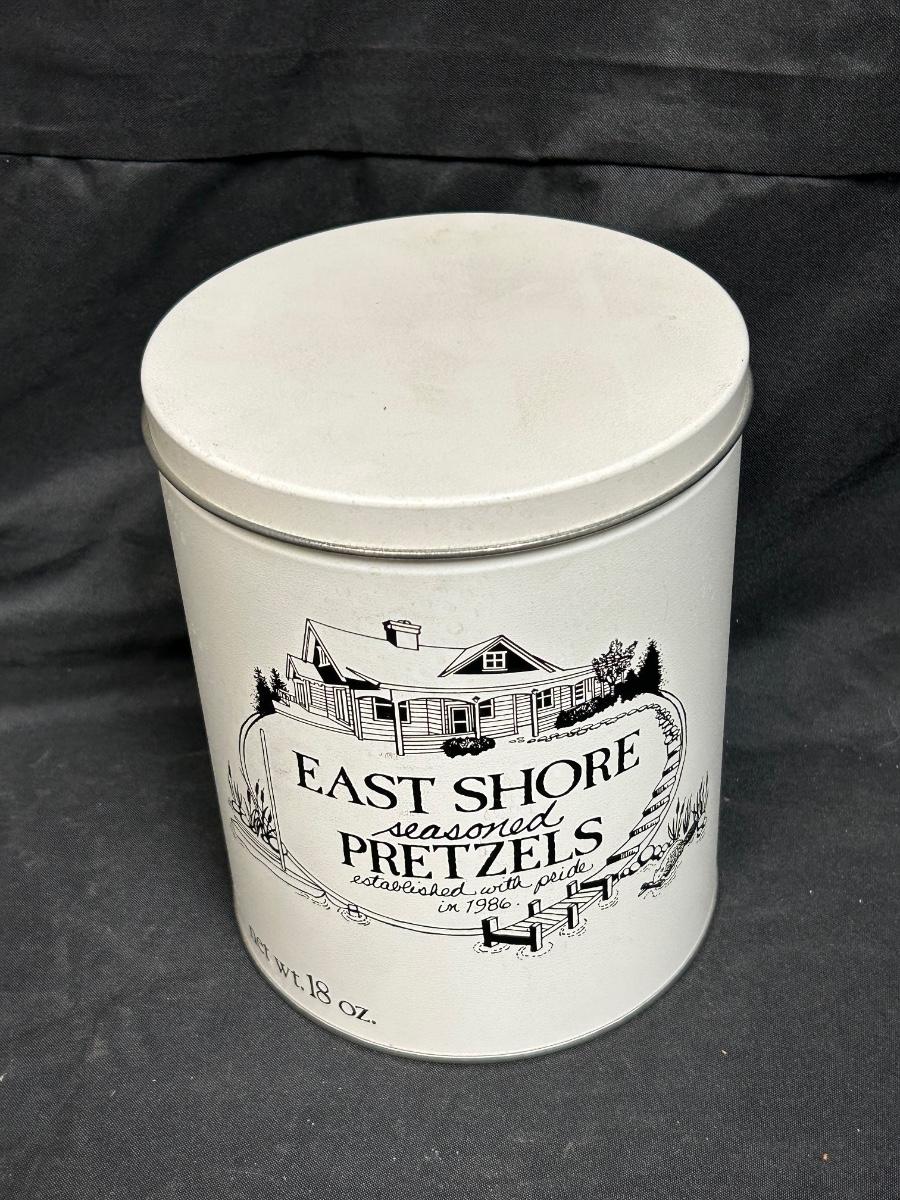 EAST SHORE
seasoned
PRETZELS
established with pride
in 1986.
net wt. 18 oz.